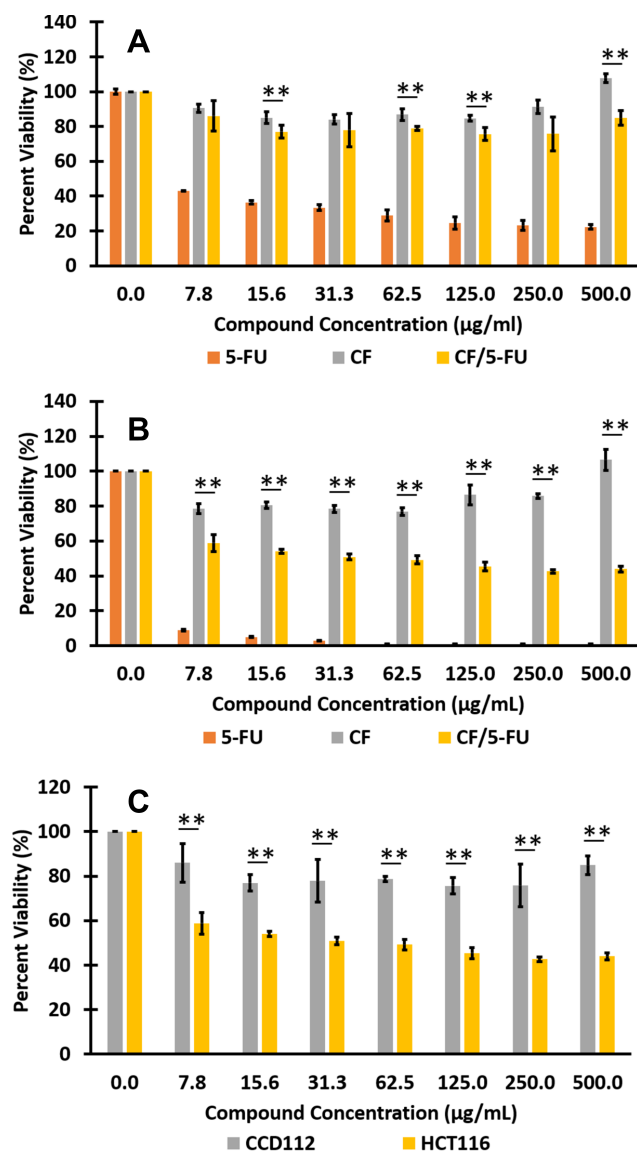 A
Percent Viability (%)
140
120
100
80
60
40
20
0
** ** ** **
0.0 7.8 15.6 31.3 62.5 125.0 250.0 500.0
Compound Concentration (µg/ml)
5-FU CF CF/5-FU
B
Percent Viability (%)
140
120
100
80
60
40
20
0
** ** ** ** ** ** **
0.0 7.8 15.6 31.3 62.5 125.0 250.0 500.0
Compound Concentration (µg/mL)
5-FU CF CF/5-FU
C
Percent Viability (%)
120
100
80
60
40
20
0
** ** ** ** ** ** **
0.0 7.8 15.6 31.3 62.5 125.0 250.0 500.0
Compound Concentration (µg/mL)
CCD112 HCT116